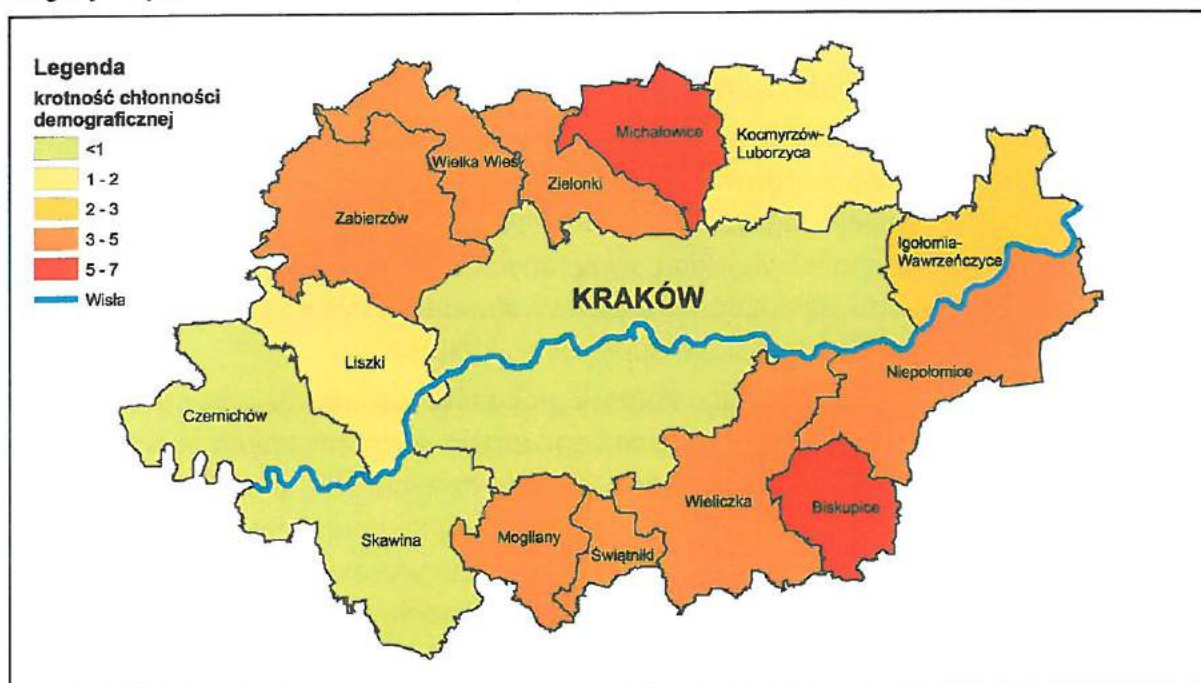 Legenda
krotność chłonności
demograficznej
<1
1 - 2
2 - 3
3 - 5
5 - 7
Wisła
Michałowice
Kocmyrzów-
Luborzyca
Wielka Wieś
Zielonki
Zabierzów
Igołomia-
Wawrzeńczyce
KRAKÓW
Liszki
Niepołomice
Czernichów
Wieliczka
Biskupice
Skawina
Mogilany
Świątniki